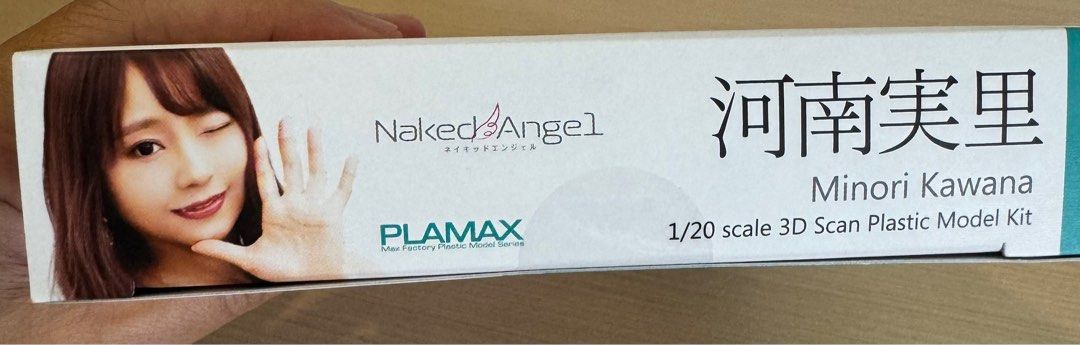 Naked Angel
ネイキッドエンジェル
PLAMAX
Max Factory Plastic Model Series
河南実里
Minori Kawana
1/20 scale 3D Scan Plastic Model Kit